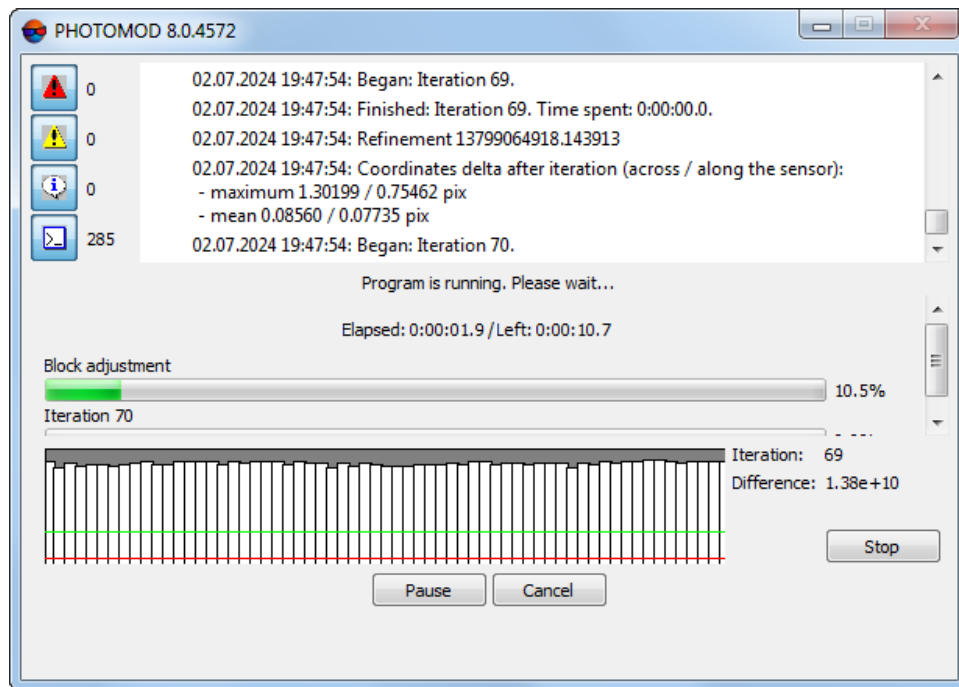 PHOTOMOD 8.0.4572
0
02.07.2024 19:47:54: Began: Iteration 69.
02.07.2024 19:47:54: Finished: Iteration 69. Time spent: 0:00:00.0.
0
02.07.2024 19:47:54: Refinement 13799064918.143913
02.07.2024 19:47:54: Coordinates delta after iteration (across / along the sensor):
0
- maximum 1.30199 / 0.75462 pix
- mean 0.08560 / 0.07735 pix
285
02.07.2024 19:47:54: Began: Iteration 70.
Program is running. Please wait...
Elapsed: 0:00:01.9 / Left: 0:00:10.7
Block adjustment
10.5%
Iteration 70
Iteration: 69
Difference: 1.38e+10
Stop
Pause
Cancel